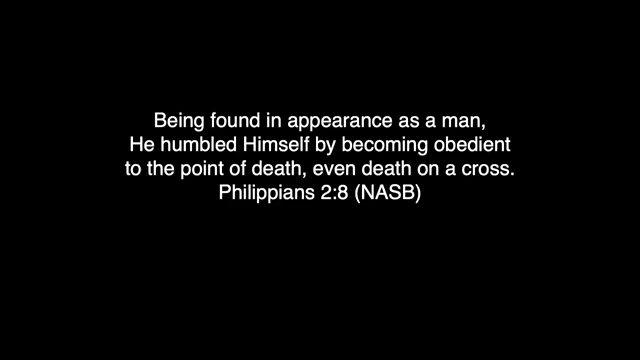 Being found in appearance as a man,
He humbled Himself by becoming obedient
to the point of death, even death on a cross.
Philippians 2:8 (NASB)